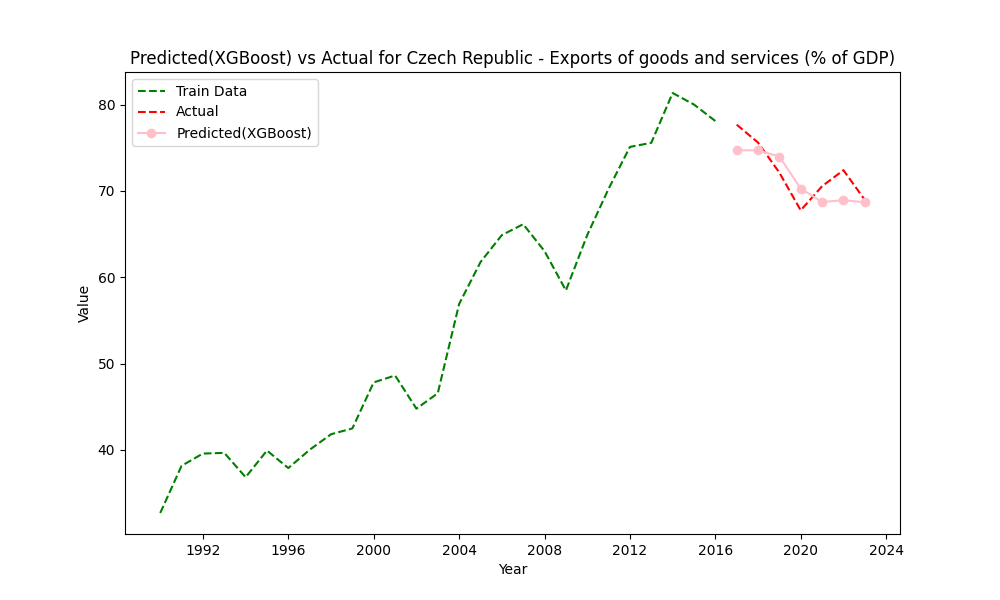 Predicted(XGBoost) vs Actual for Czech Republic - Exports of goods and services (% of GDP)
Train Data
Actual
Predicted(XGBoost)
80
70
60
50
40
Value
1992 1996 2000 2004 2008 2012 2016 2020 2024
Year